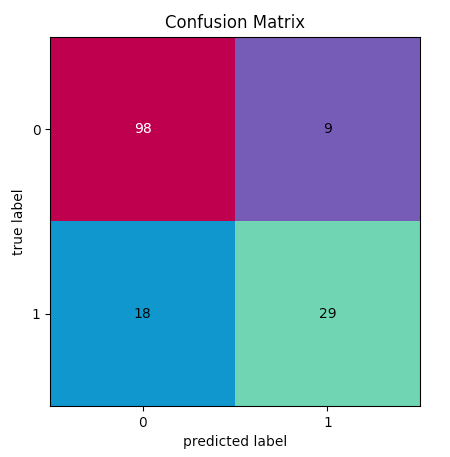 Confusion Matrix
true label
0
98
9
1
18
29
0
1
predicted label